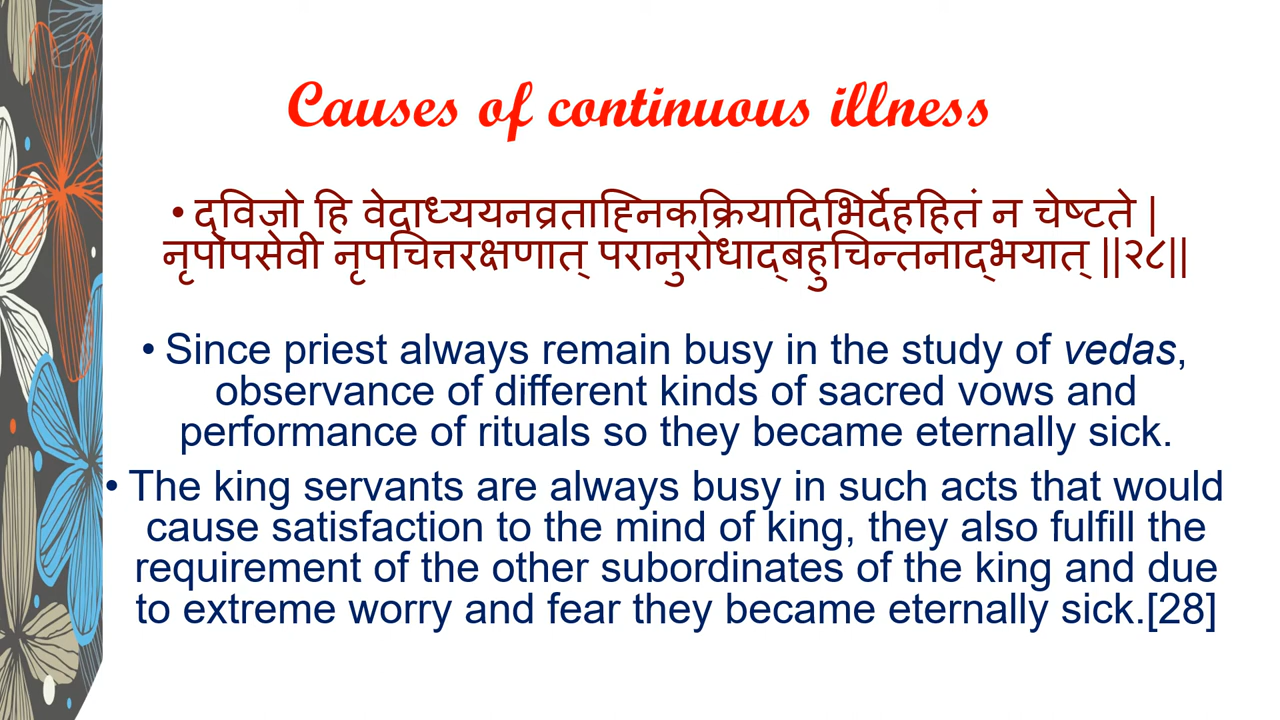 Causes of continuous illness
• द्विजो हि वेदाध्ययनव्रताह्निकक्रियादिभिर्देहहितं न चेष्टते |
नृपोपसेवी नृपचित्तरक्षणात् परानुरोधाद्बहुचिन्तनाद्भयात् ||२८||
• Since priest always remain busy in the study of vedas,
observance of different kinds of sacred vows and
performance of rituals so they became eternally sick.
• The king servants are always busy in such acts that would
cause satisfaction to the mind of king, they also fulfill the
requirement of the other subordinates of the king and due
to extreme worry and fear they became eternally sick.[28]